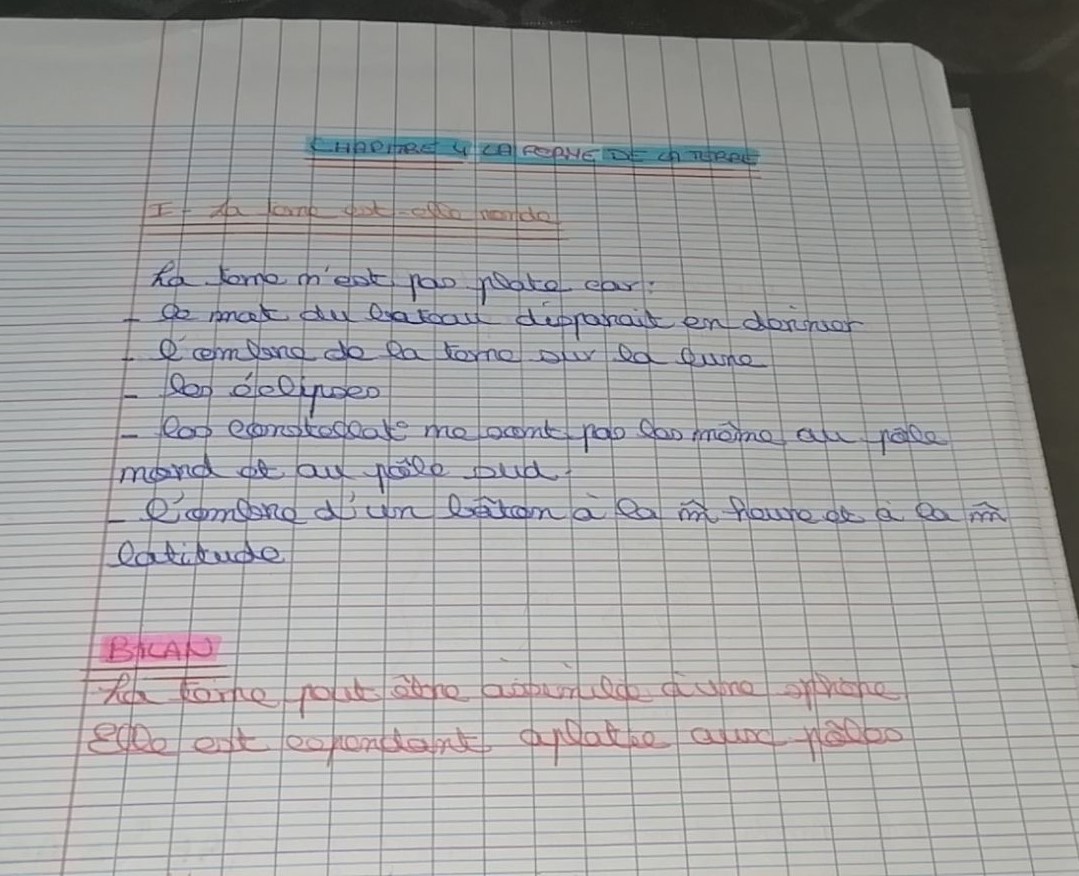 CHAPITRE 4 LA FORME DE LA TERRE
I - La terre est-elle ronde
La terre n'est pas plate car :
- le mat du bateau disparait en dernier
- l'ombre de la terre sur la lune
- les éclipses
- les constellat° ne sont pas les même au pôle
nord et au pôle sud.
- l'ombre d'un bâton à la m̂ heure et à la m̂
latitude
BILAN
La terre peut être assimilée à une sphère
Elle est cependant aplatie aux pôles